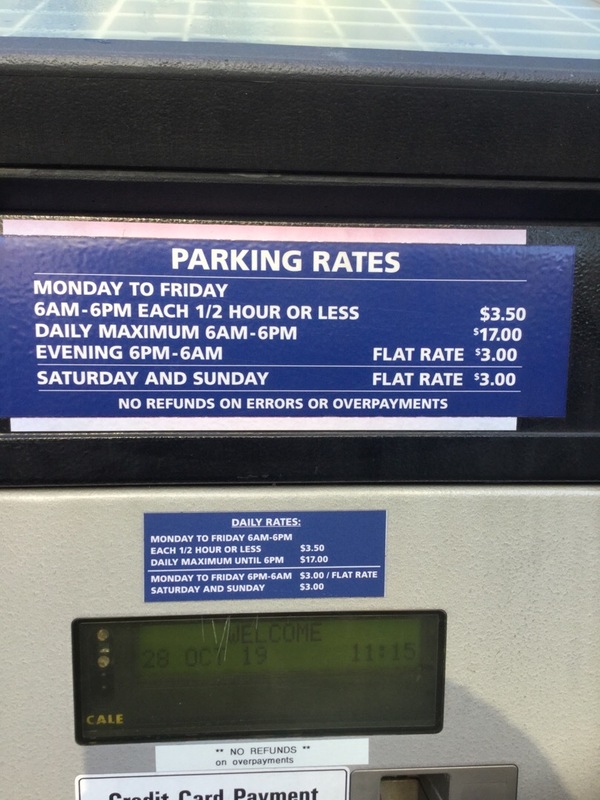 PARKING RATES
MONDAY TO FRIDAY
6AM-6PM EACH 1/2 HOUR OR LESS $3.50
DAILY MAXIMUM 6AM-6PM $17.00
EVENING 6PM-6AM FLAT RATE $3.00
SATURDAY AND SUNDAY FLAT RATE $3.00
NO REFUNDS ON ERRORS OR OVERPAYMENTS
DAILY RATES:
MONDAY TO FRIDAY 6AM-6PM
EACH 1/2 HOUR OR LESS $3.50
DAILY MAXIMUM UNTIL 6PM $17.00
MONDAY TO FRIDAY 6PM-6AM $3.00 / FLAT RATE
SATURDAY AND SUNDAY $3.00
WELCOME
28 OCT 19 11:15
CALE
** NO REFUNDS **
on overpayments
Credit Card Payment